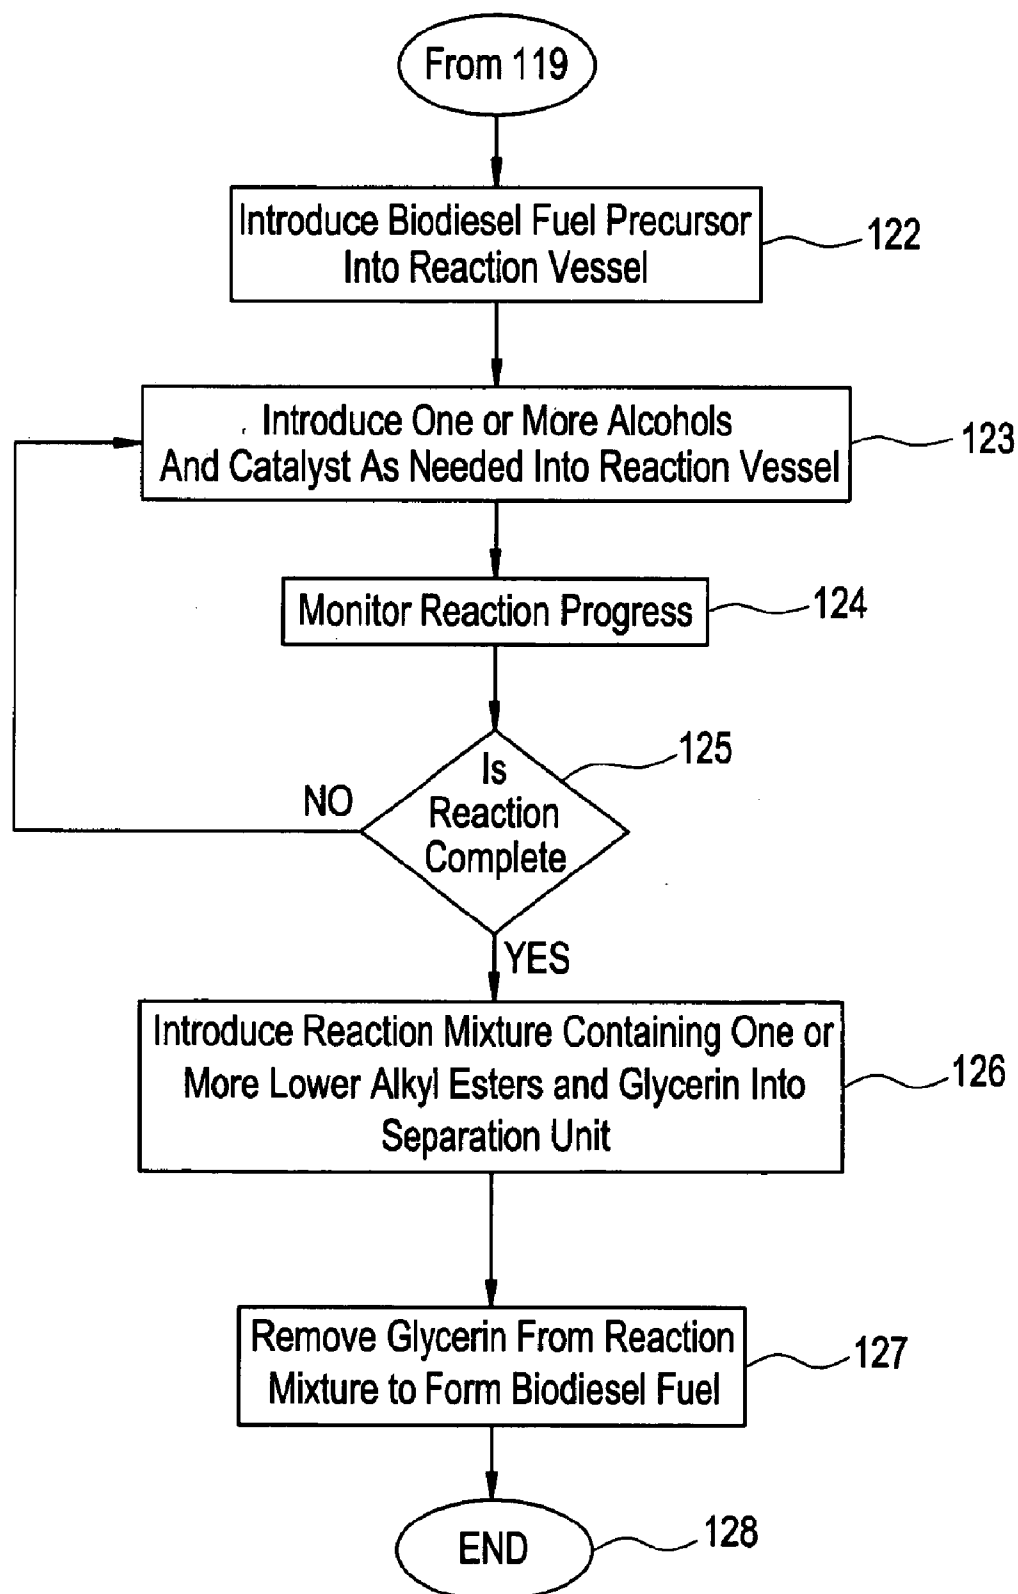 From 119
Introduce Biodiesel Fuel Precursor
Into Reaction Vessel
122
Introduce One or More Alcohols
And Catalyst As Needed Into Reaction Vessel
123
Monitor Reaction Progress
124
Is
Reaction
Complete
125
NO
YES
Introduce Reaction Mixture Containing One or
More Lower Alkyl Esters and Glycerin Into
Separation Unit
126
Remove Glycerin From Reaction
Mixture to Form Biodiesel Fuel
127
END
128